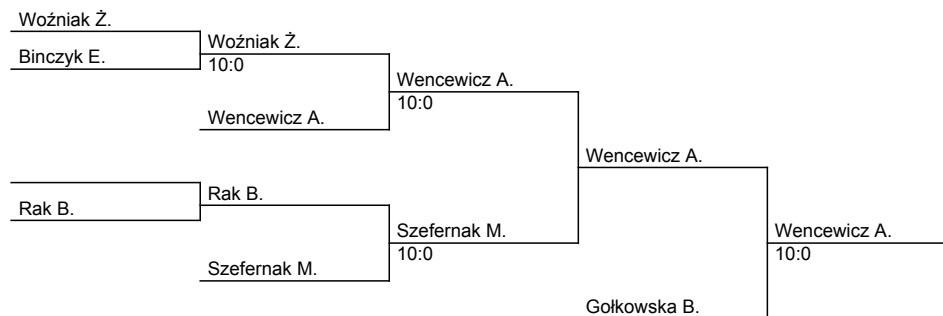 Woźniak Ż.
Binczyk E.
Woźniak Ż.
10:0
Wencewicz A.
Wencewicz A.
10:0
Rak B.
Rak B.
Szefernak M.
Szefernak M.
10:0
Wencewicz A.
Gołkowska B.
Wencewicz A.
10:0